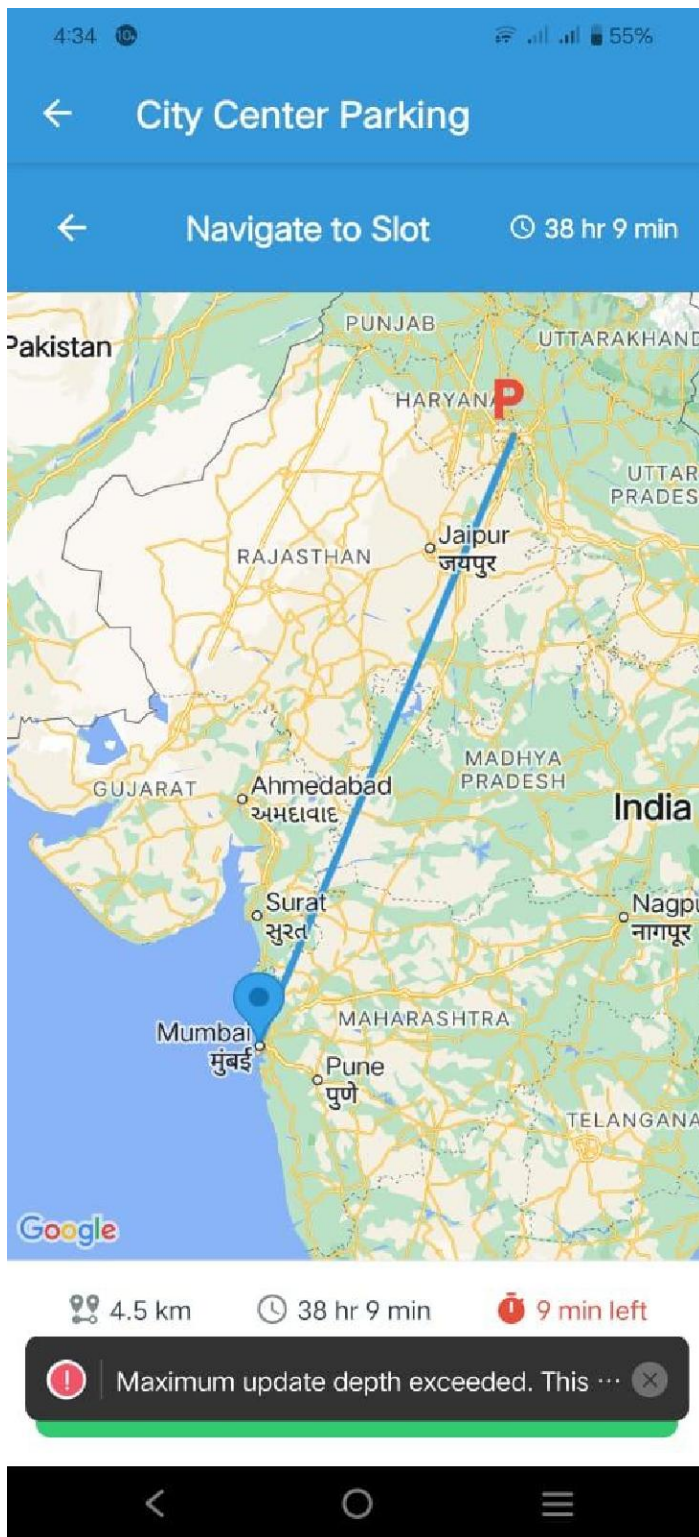 4:34
10+
55%
City Center Parking
Navigate to Slot
38 hr 9 min
Pakistan
PUNJAB
UTTARAKHAND
HARYANA
P
UTTAR
PRADES
Jaipur
जयपुर
RAJASTHAN
MADHYA
PRADESH
GUJARAT
Ahmedabad
અમદાવાદ
India
Surat
સુરત
Nagpu
नागपूर
MAHARASHTRA
Mumbai
मुंबई
Pune
पुणे
TELANGANA
Google
4.5 km
38 hr 9 min
9 min left
! Maximum update depth exceeded. This ...